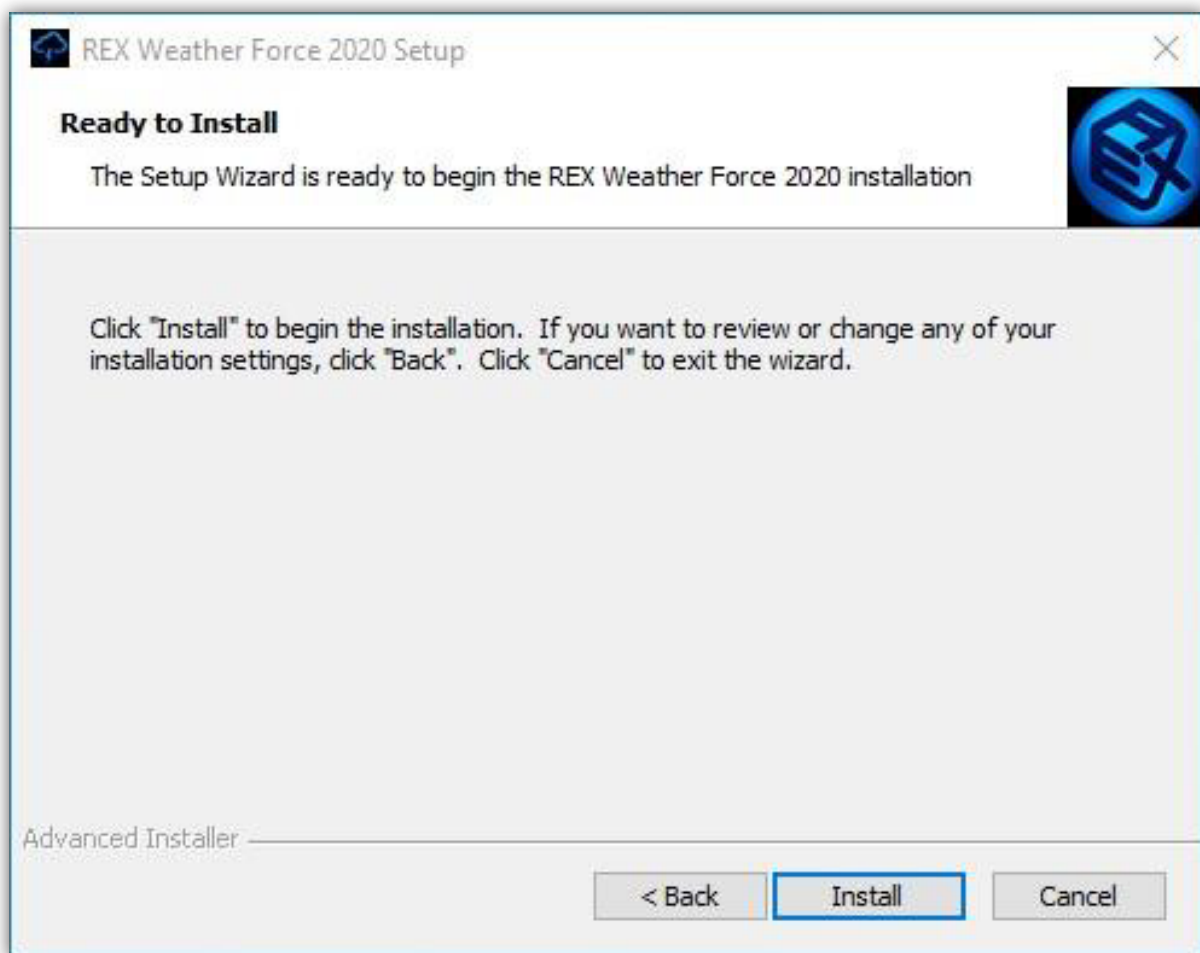 REX Weather Force 2020 Setup
Ready to Install
The Setup Wizard is ready to begin the REX Weather Force 2020 installation
REX
Click "Install" to begin the installation.  If you want to review or change any of your
installation settings, click "Back".  Click "Cancel" to exit the wizard.
Advanced Installer
< Back
Install
Cancel